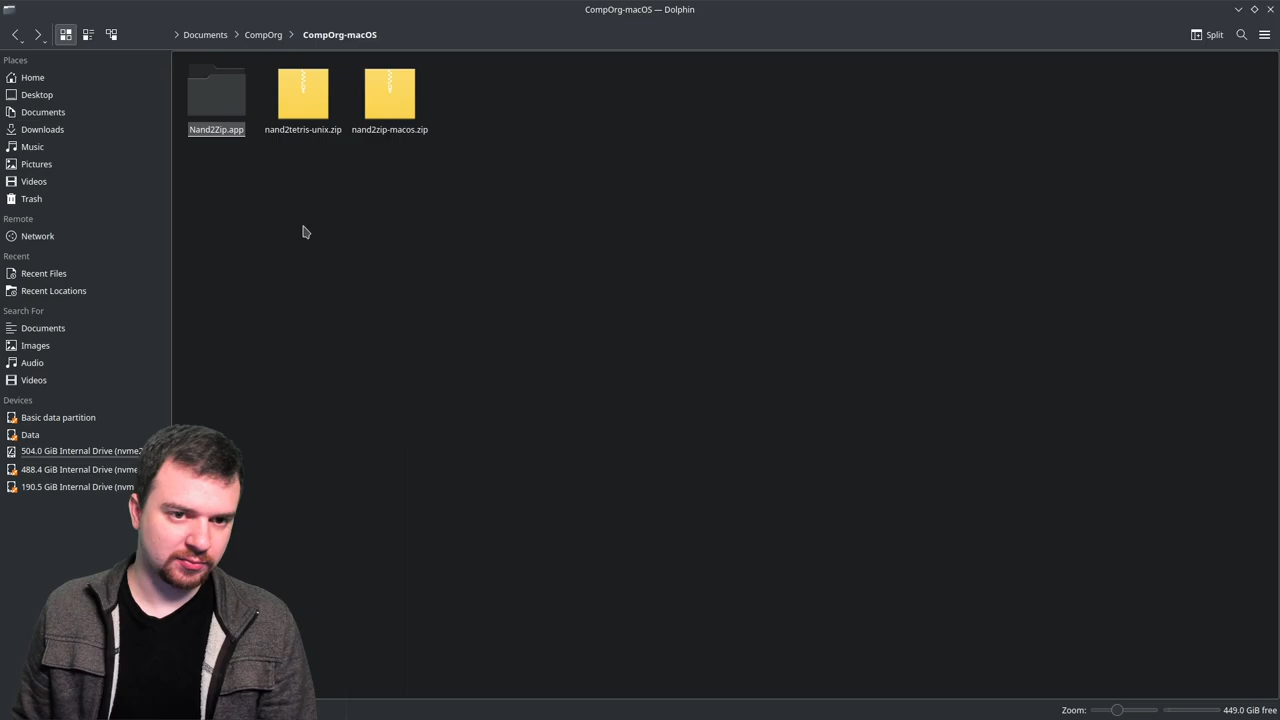 CompOrg-macOS — Dolphin
Documents
CompOrg
CompOrg-macOS
Split
Places
Home
Desktop
Documents
Downloads
Music
Pictures
Videos
Trash
Remote
Network
Recent
Recent Files
Recent Locations
Search For
Documents
Images
Audio
Videos
Devices
Basic data partition
Data
504.0 GiB Internal Drive (nvme
488.4 GiB Internal Drive (nvme
190.5 GiB Internal Drive (nvm
Nand2Zip.app
nand2tetris-unix.zip
nand2zip-macos.zip
Zoom:
449.0 GiB free